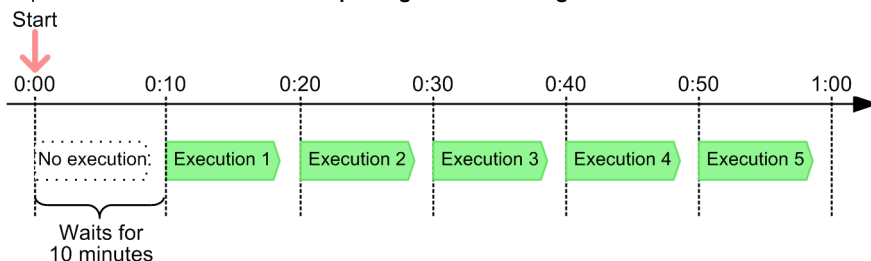 Start
0:00 0:10 0:20 0:30 0:40 0:50 1:00
No execution Execution 1 Execution 2 Execution 3 Execution 4 Execution 5
Waits for
10 minutes